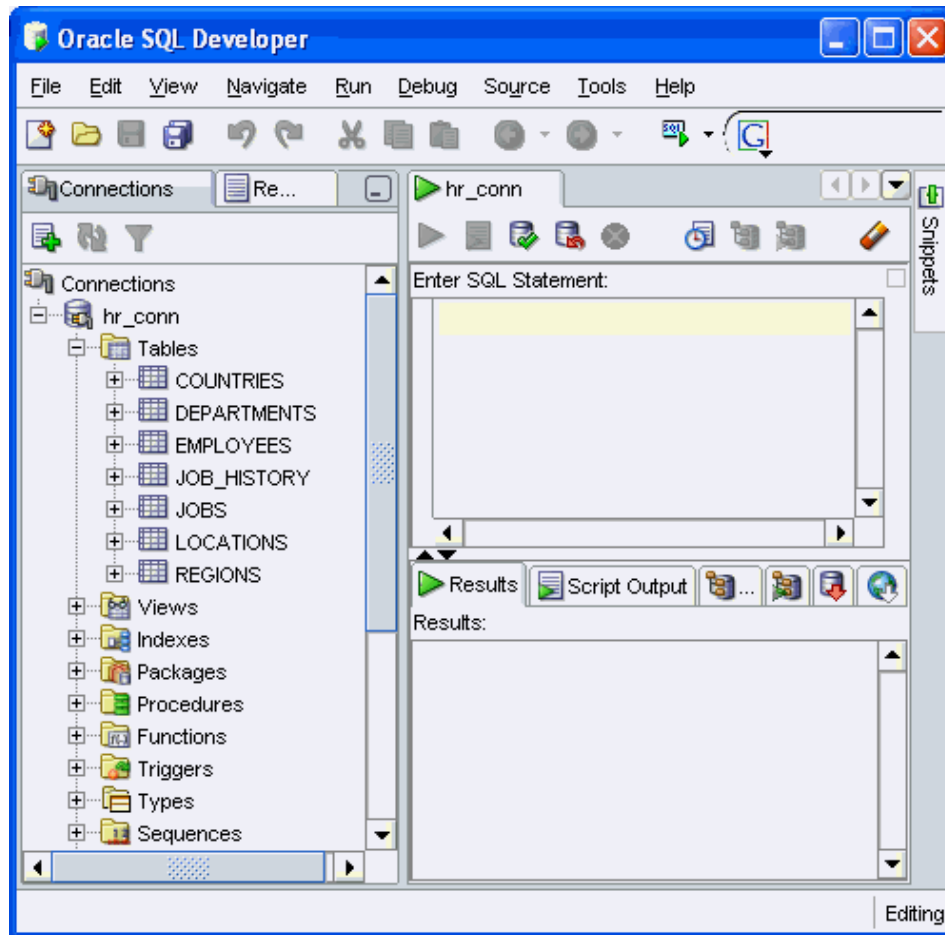 Oracle SQL Developer
File Edit View Navigate Run Debug Source Tools Help
SQL
G
Connections
Re...
hr_conn
Snippets
Connections
hr_conn
Tables
COUNTRIES
DEPARTMENTS
EMPLOYEES
JOB_HISTORY
JOBS
LOCATIONS
REGIONS
Views
Indexes
Packages
Procedures
Functions
Triggers
Types
Sequences
Enter SQL Statement:
Results
Script Output
...
Results:
Editing